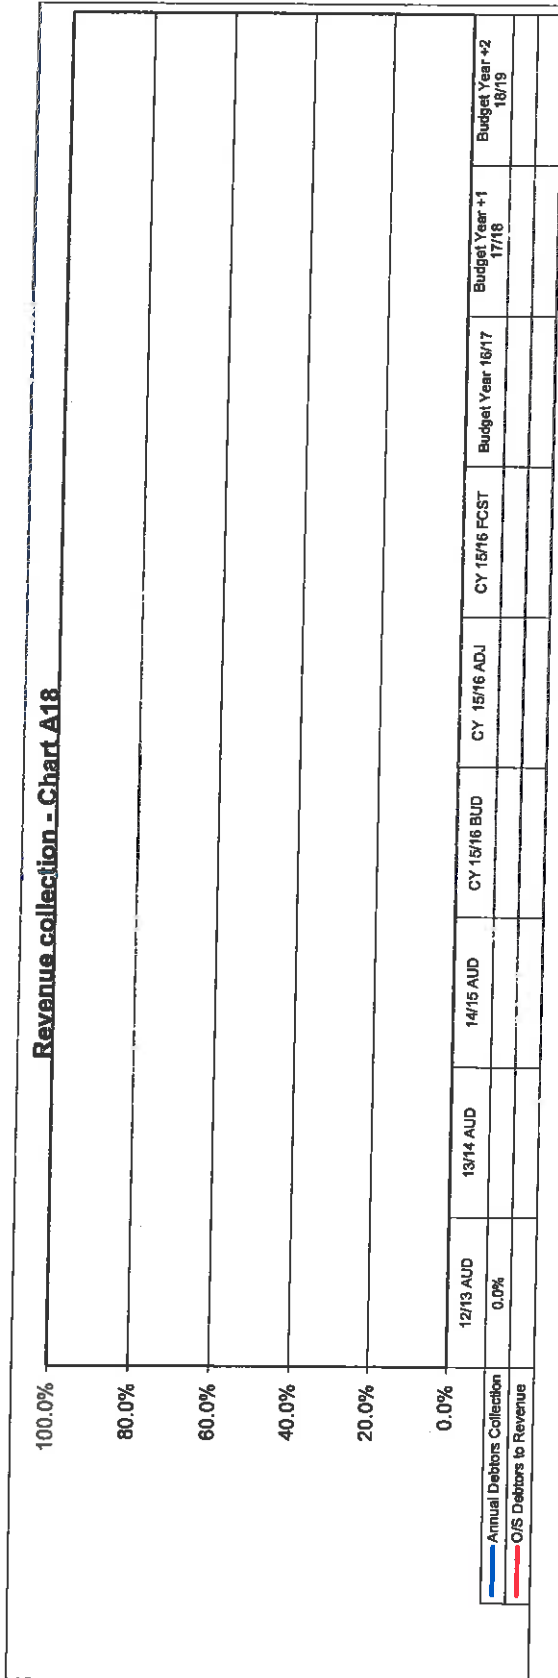 Revenue collection - Chart A18
100.0%
80.0%
60.0%
40.0%
20.0%
0.0%
12/13 AUD 13/14 AUD 14/15 AUD CY 15/16 BUD CY 15/16 ADJ CY 15/16 FCST Budget Year 16/17 Budget Year +1 Budget Year +2
17/18 18/19
Annual Debtors Collection 0.0%
O/S Debtors to Revenue